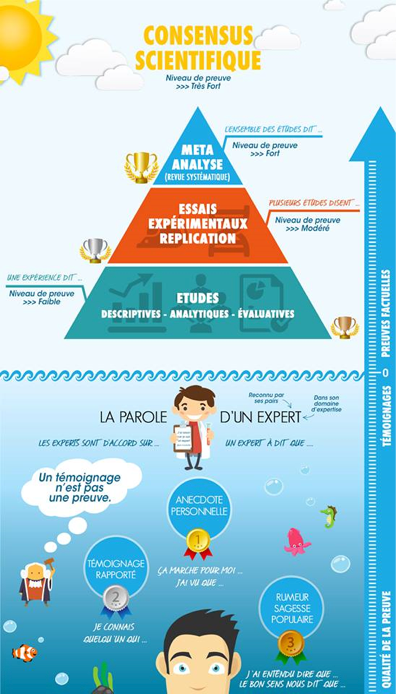 CONSENSUS
SCIENTIFIQUE
Niveau de preuve
>>> Très Fort
L'ENSEMBLE DES ETUDES DIT ...
META
ANALYSE
(REVUE SYSTÉMATIQUE)
Niveau de preuve
>>> Fort
PLUSIEURS ETUDES DISENT ...
ESSAIS
EXPÉRIMENTAUX
REPLICATION
Niveau de preuve
>>> Modéré
UNE EXPÉRIENCE DIT ...
Niveau de preuve
>>> Faible
ETUDES
DESCRIPTIVES - ANALYTIQUES - ÉVALUATIVES
PREUVES FACTUELLES
0
TÉMOIGNAGES
QUALITÉ DE LA PREUVE
Reconnu par
ses pairs
Dans son
domaine
d'expertise
LA PAROLE D'UN EXPERT
LES EXPERTS SONT D'ACCORD SUR ...
UN EXPERT À DIT QUE ....
Un témoignage
n'est pas
une preuve.
ANECDOTE
PERSONNELLE
1
ÇA MARCHE POUR MOI ...
J'AI VU QUE ...
TÉMOIGNAGE
RAPPORTÉ
2
JE CONNAIS
QUELQU'UN QUI ...
RUMEUR
SAGESSE
POPULAIRE
3
J'AI ENTENDU DIRE QUE ...
LE BON SENS NOUS DIT QUE ...